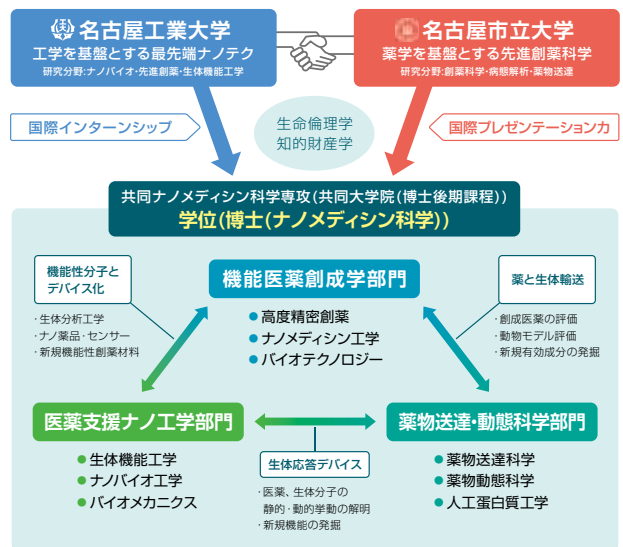 名古屋工業大学
工学を基盤とする最先端ナノテク
研究分野:ナノバイオ・先進創薬・生体機能工学
名古屋市立大学
薬学を基盤とする先進創薬科学
研究分野:創薬科学・病態解析・薬物送達
国際インターンシップ
生命倫理学
知的財産学
国際プレゼンテーション力
共同ナノメディシン科学専攻(共同大学院(博士後期課程))
学位(博士(ナノメディシン科学))
機能性分子と
デバイス化
・生体分析工学
・ナノ薬品・センサー
・新規機能性創薬材料
機能医薬創成学部門
● 高度精密創薬
● ナノメディシン工学
● バイオテクノロジー
薬と生体輸送
・創成医薬の評価
・動物モデル評価
・新規有効成分の発掘
医薬支援ナノ工学部門
● 生体機能工学
● ナノバイオ工学
● バイオメカニクス
生体応答デバイス
・医薬、生体分子の
静的・動的挙動の解明
・新規機能の発掘
薬物送達・動態科学部門
● 薬物送達科学
● 薬物動態科学
● 人工蛋白質工学